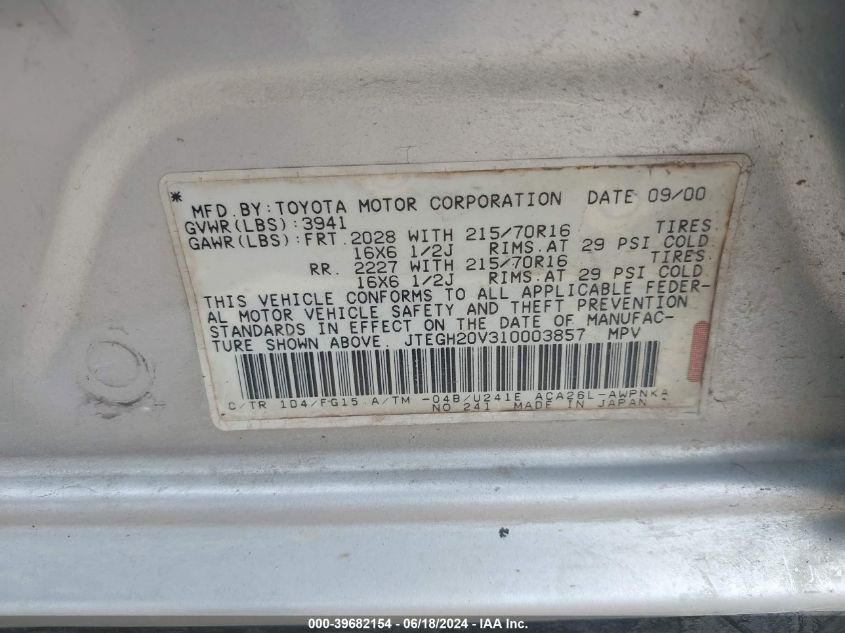 * MFD.BY:TOYOTA MOTOR CORPORATION DATE 09/00
GVWR(LBS):3941
GAWR(LBS):FRT.2028 WITH 215/70R16 TIRES
16X6 1/2J RIMS.AT 29 PSI COLD
RR. 2227 WITH 215/70R16 TIRES
16X6 1/2J RIMS.AT 29 PSI COLD
THIS VEHICLE CONFORMS TO ALL APPLICABLE FEDER-
AL MOTOR VEHICLE SAFETY AND THEFT PREVENTION
STANDARDS IN EFFECT ON THE DATE OF MANUFAC-
TURE SHOWN ABOVE. JTEGH20V310003857 MPV
C/TR 1D4/FG15 A/TM -04B/U241E ACA26L-AWPNKA
NO 241 MADE IN JAPAN
000-39682154 - 06/18/2024 - IAA Inc.